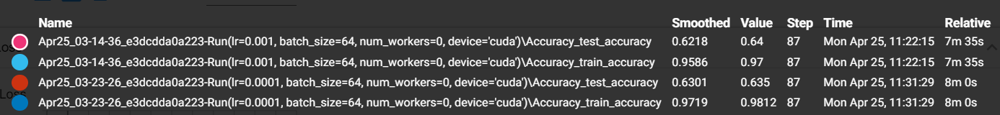 Name Smoothed Value Step Time Relative
Apr25_03-14-36_e3dcdda0a223-Run(lr=0.001, batch_size=64, num_workers=0, device='cuda')\Accuracy_test_accuracy 0.6218 0.64 87 Mon Apr 25, 11:22:15 7m 35s
Apr25_03-14-36_e3dcdda0a223-Run(lr=0.001, batch_size=64, num_workers=0, device='cuda')\Accuracy_train_accuracy 0.9586 0.97 87 Mon Apr 25, 11:22:15 7m 35s
Apr25_03-23-26_e3dcdda0a223-Run(lr=0.0001, batch_size=64, num_workers=0, device='cuda')\Accuracy_test_accuracy 0.6301 0.635 87 Mon Apr 25, 11:31:29 8m 0s
Loss
Apr25_03-23-26_e3dcdda0a223-Run(lr=0.0001, batch_size=64, num_workers=0, device='cuda')\Accuracy_train_accuracy 0.9719 0.9812 87 Mon Apr 25, 11:31:29 8m 0s